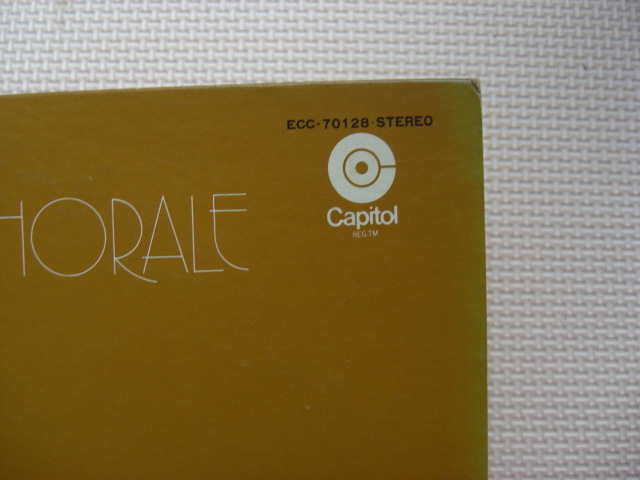 ECC-70128·STEREO
Capitol
REG.TM
HORALE